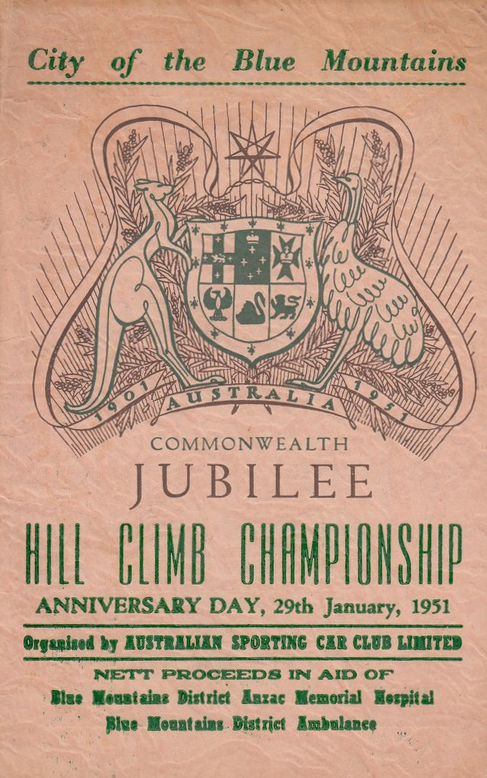 City of the Blue Mountains
1901 AUSTRALIA 1951
COMMONWEALTH
JUBILEE
HILL CLIMB CHAMPIONSHIP
ANNIVERSARY DAY, 29th January, 1951
Organised by AUSTRALIAN SPORTING CAR CLUB LIMITED
NETT PROCEEDS IN AID OF
Blue Mountains District Anzac Memorial Hospital
Blue Mountains District Ambulance